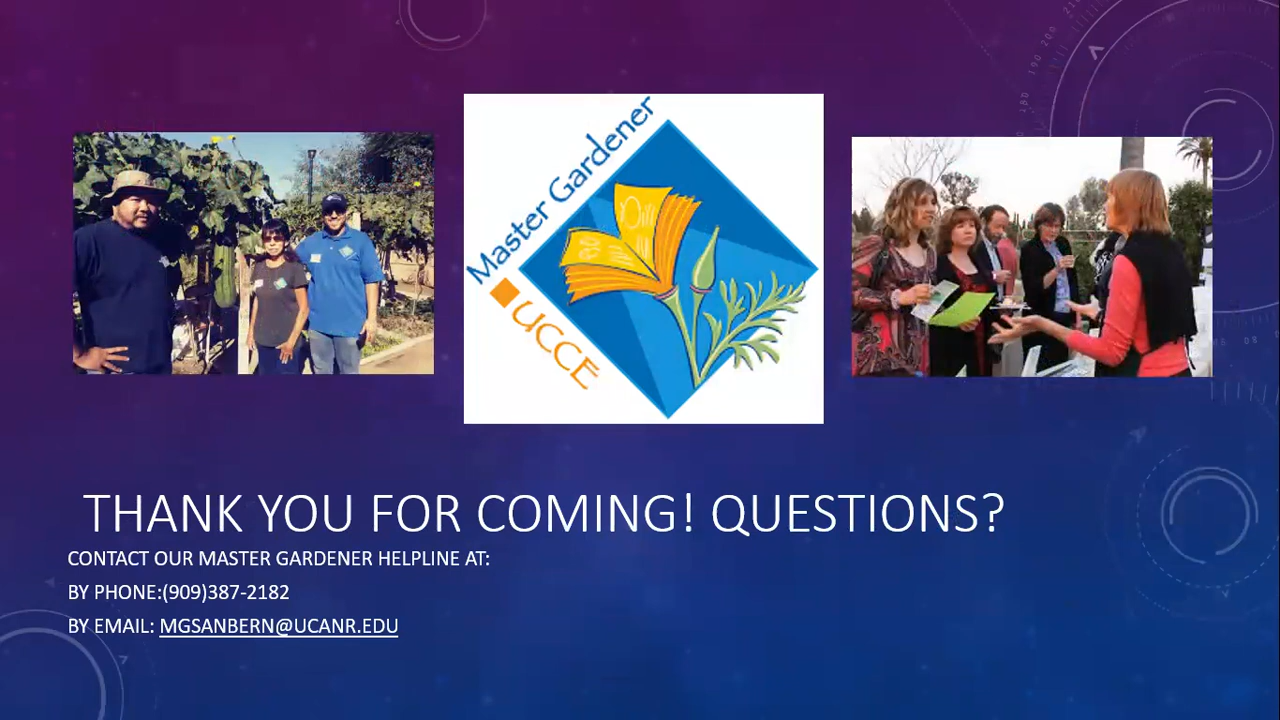 Master Gardener
UCCE
THANK YOU FOR COMING! QUESTIONS?
CONTACT OUR MASTER GARDENER HELPLINE AT:
BY PHONE:(909)387-2182
BY EMAIL: MGSANBERN@UCANR.EDU